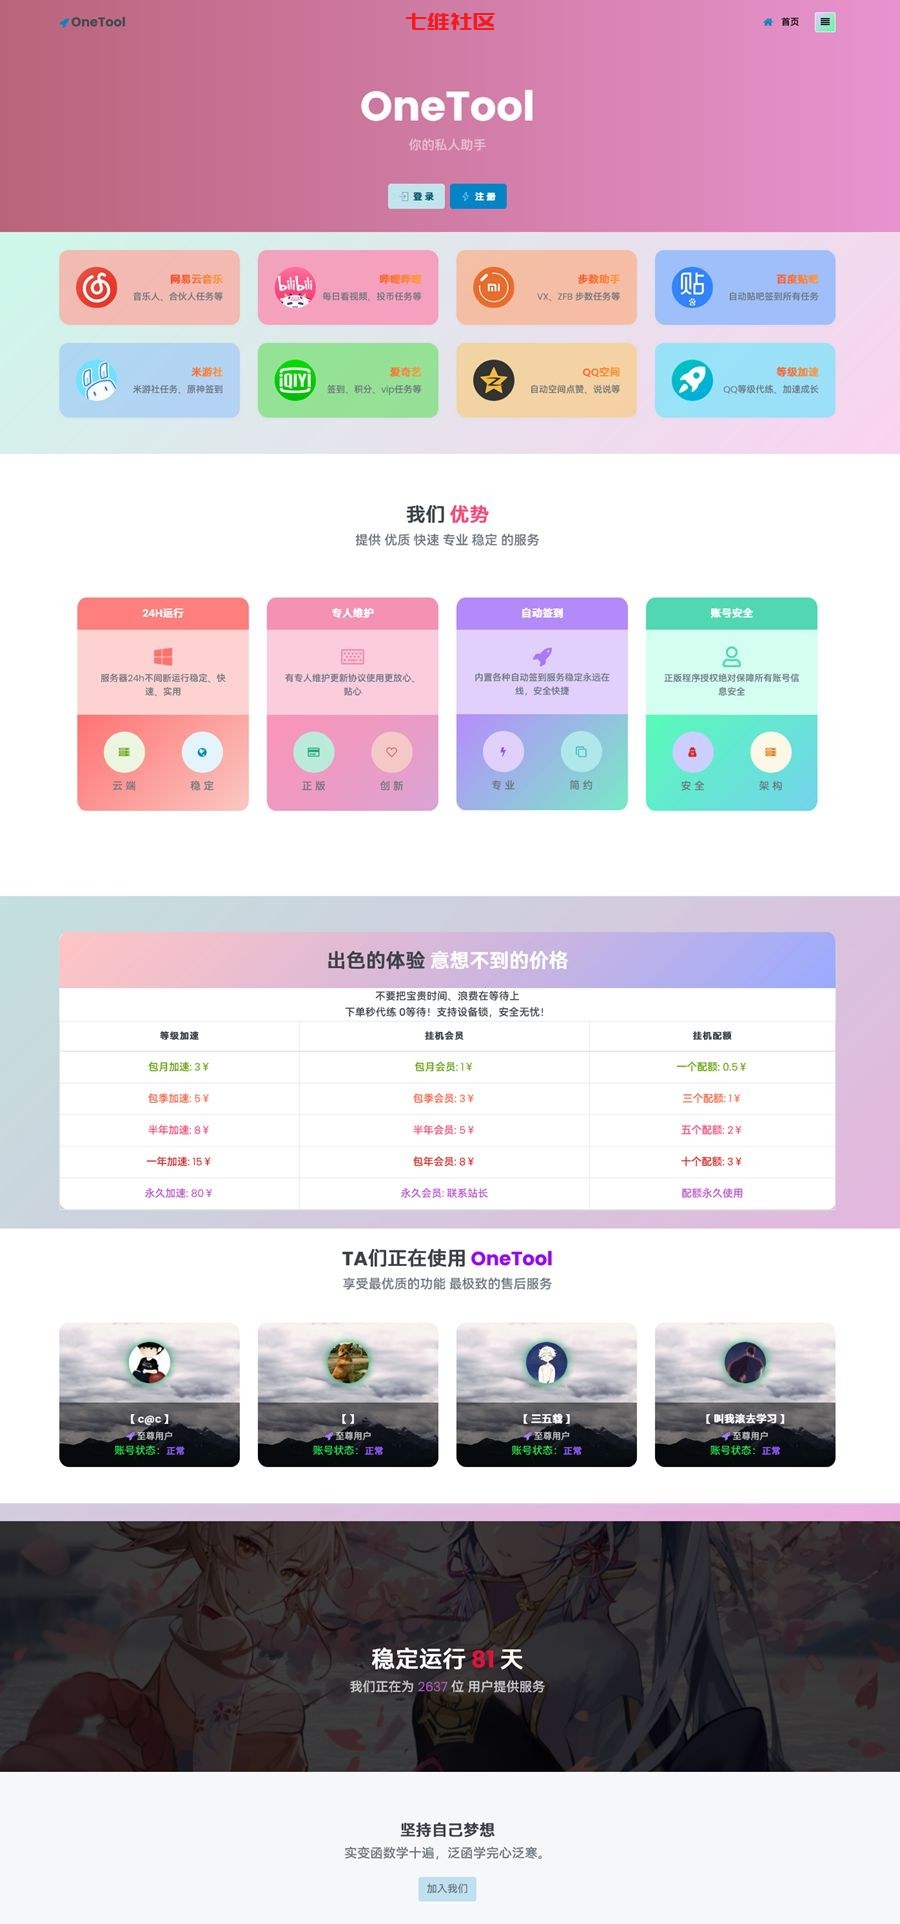 OneTool
七维社区
首页
OneTool
你的私人助手
登 录
注 册
网易云音乐
音乐人、合伙人任务等
哔哩哔哩
每日看视频、投币任务等
步数助手
VX、ZFB 步数任务等
百度贴吧
自动贴吧签到所有任务
米游社
米游社任务、原神签到
爱奇艺
签到、积分、vip任务等
QQ空间
自动空间点赞、说说等
等级加速
QQ等级代练、加速成长
我们 优势
提供 优质 快速 专业 稳定 的服务
24H运行
服务器24h不间断运行稳定、快
速、实用
云 端
稳 定
专人维护
有专人维护更新协议使用更放心、
贴心
正 版
创 新
自动签到
内置各种自动签到服务稳定永远在
线，安全快捷
专 业
简 约
账号安全
正版程序授权绝对保障所有账号信
息安全
安 全
架 构
出色的体验 意想不到的价格
不要把宝贵时间、浪费在等待上
下单秒代练 0等待！支持设备锁，安全无忧！
等级加速 挂机会员 挂机配额
包月加速: 3 ¥ 包月会员: 1 ¥ 一个配额: 0.5 ¥
包季加速: 5 ¥ 包季会员: 3 ¥ 三个配额: 1 ¥
半年加速: 8 ¥ 半年会员: 5 ¥ 五个配额: 2 ¥
一年加速: 15 ¥ 包年会员: 8 ¥ 十个配额: 3 ¥
永久加速: 80 ¥ 永久会员: 联系站长 配额永久使用
TA们正在使用 OneTool
享受最优质的功能 最极致的售后服务
【 c@c 】
至尊用户
账号状态：正常
【 】
至尊用户
账号状态：正常
【 三五载 】
至尊用户
账号状态：正常
【 叫我滚去学习 】
至尊用户
账号状态：正常
稳定运行 81 天
我们正在为 2637 位 用户提供服务
坚持自己梦想
实变函数学十遍，泛函学完心泛寒。
加入我们